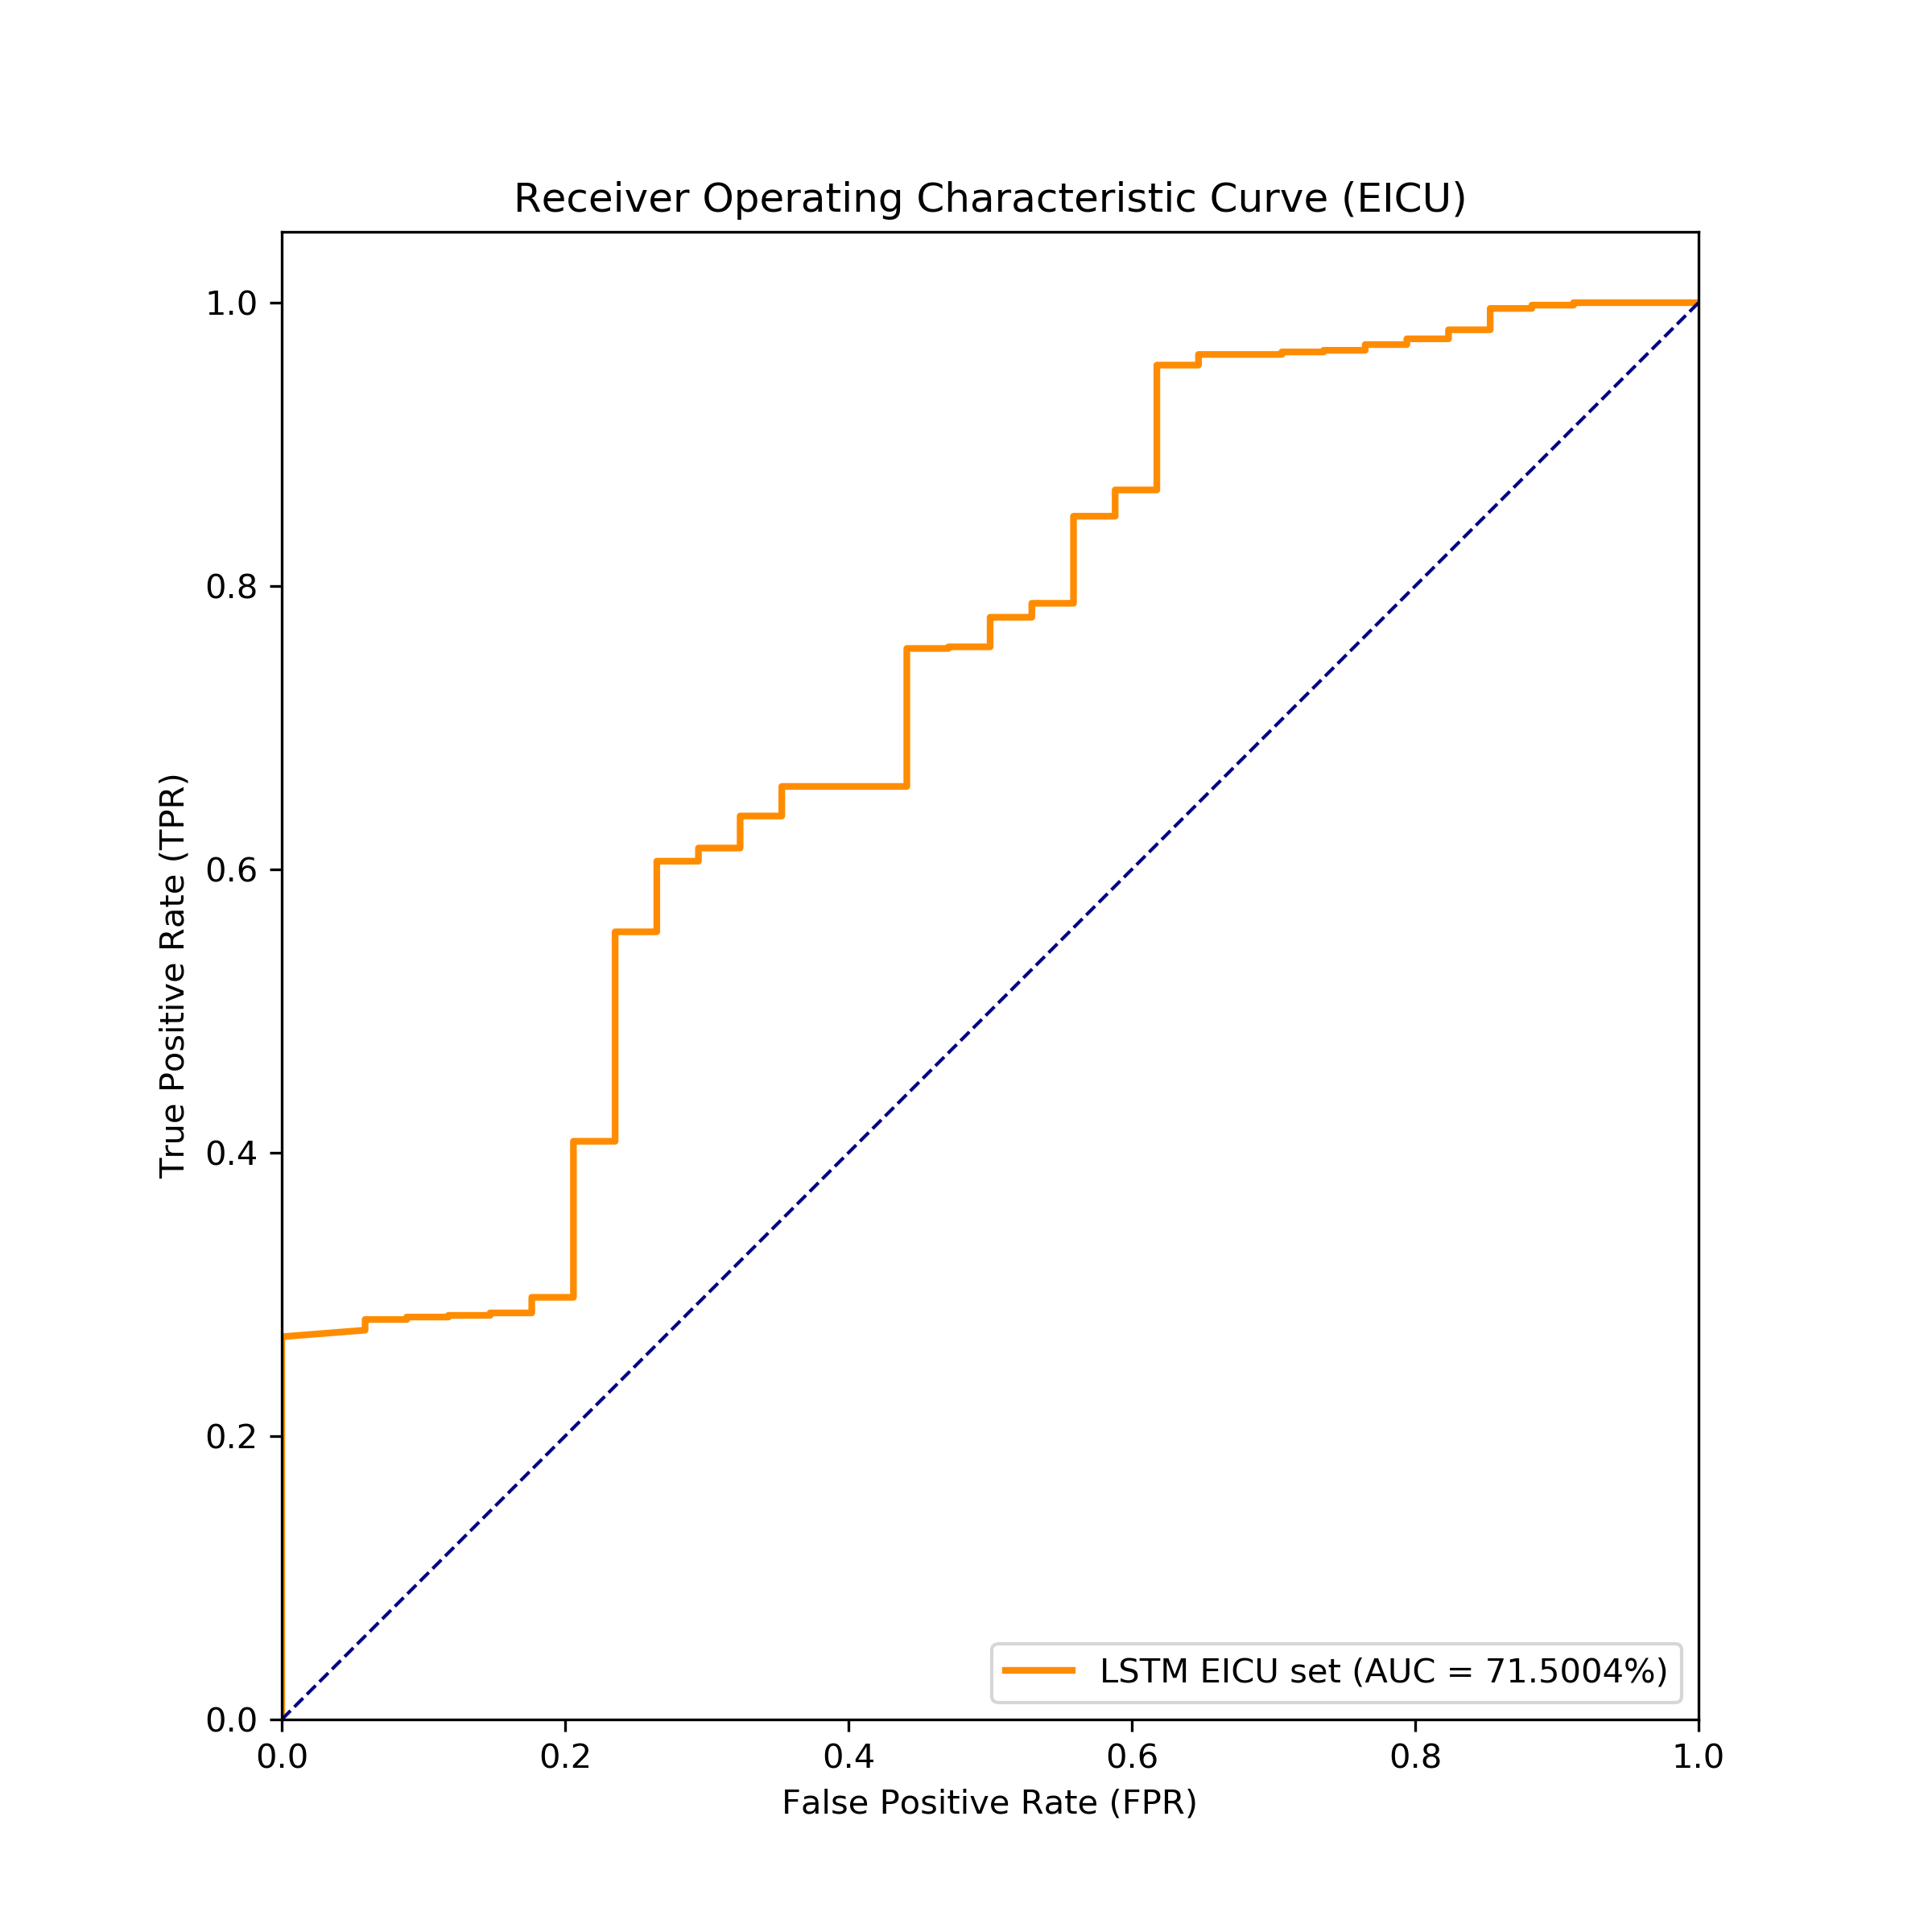 Receiver Operating Characteristic Curve (EICU)
True Positive Rate (TPR)
1.0
0.8
0.6
0.4
0.2
0.0
0.0 0.2 0.4 0.6 0.8 1.0
False Positive Rate (FPR)
LSTM EICU set (AUC = 71.5004%)